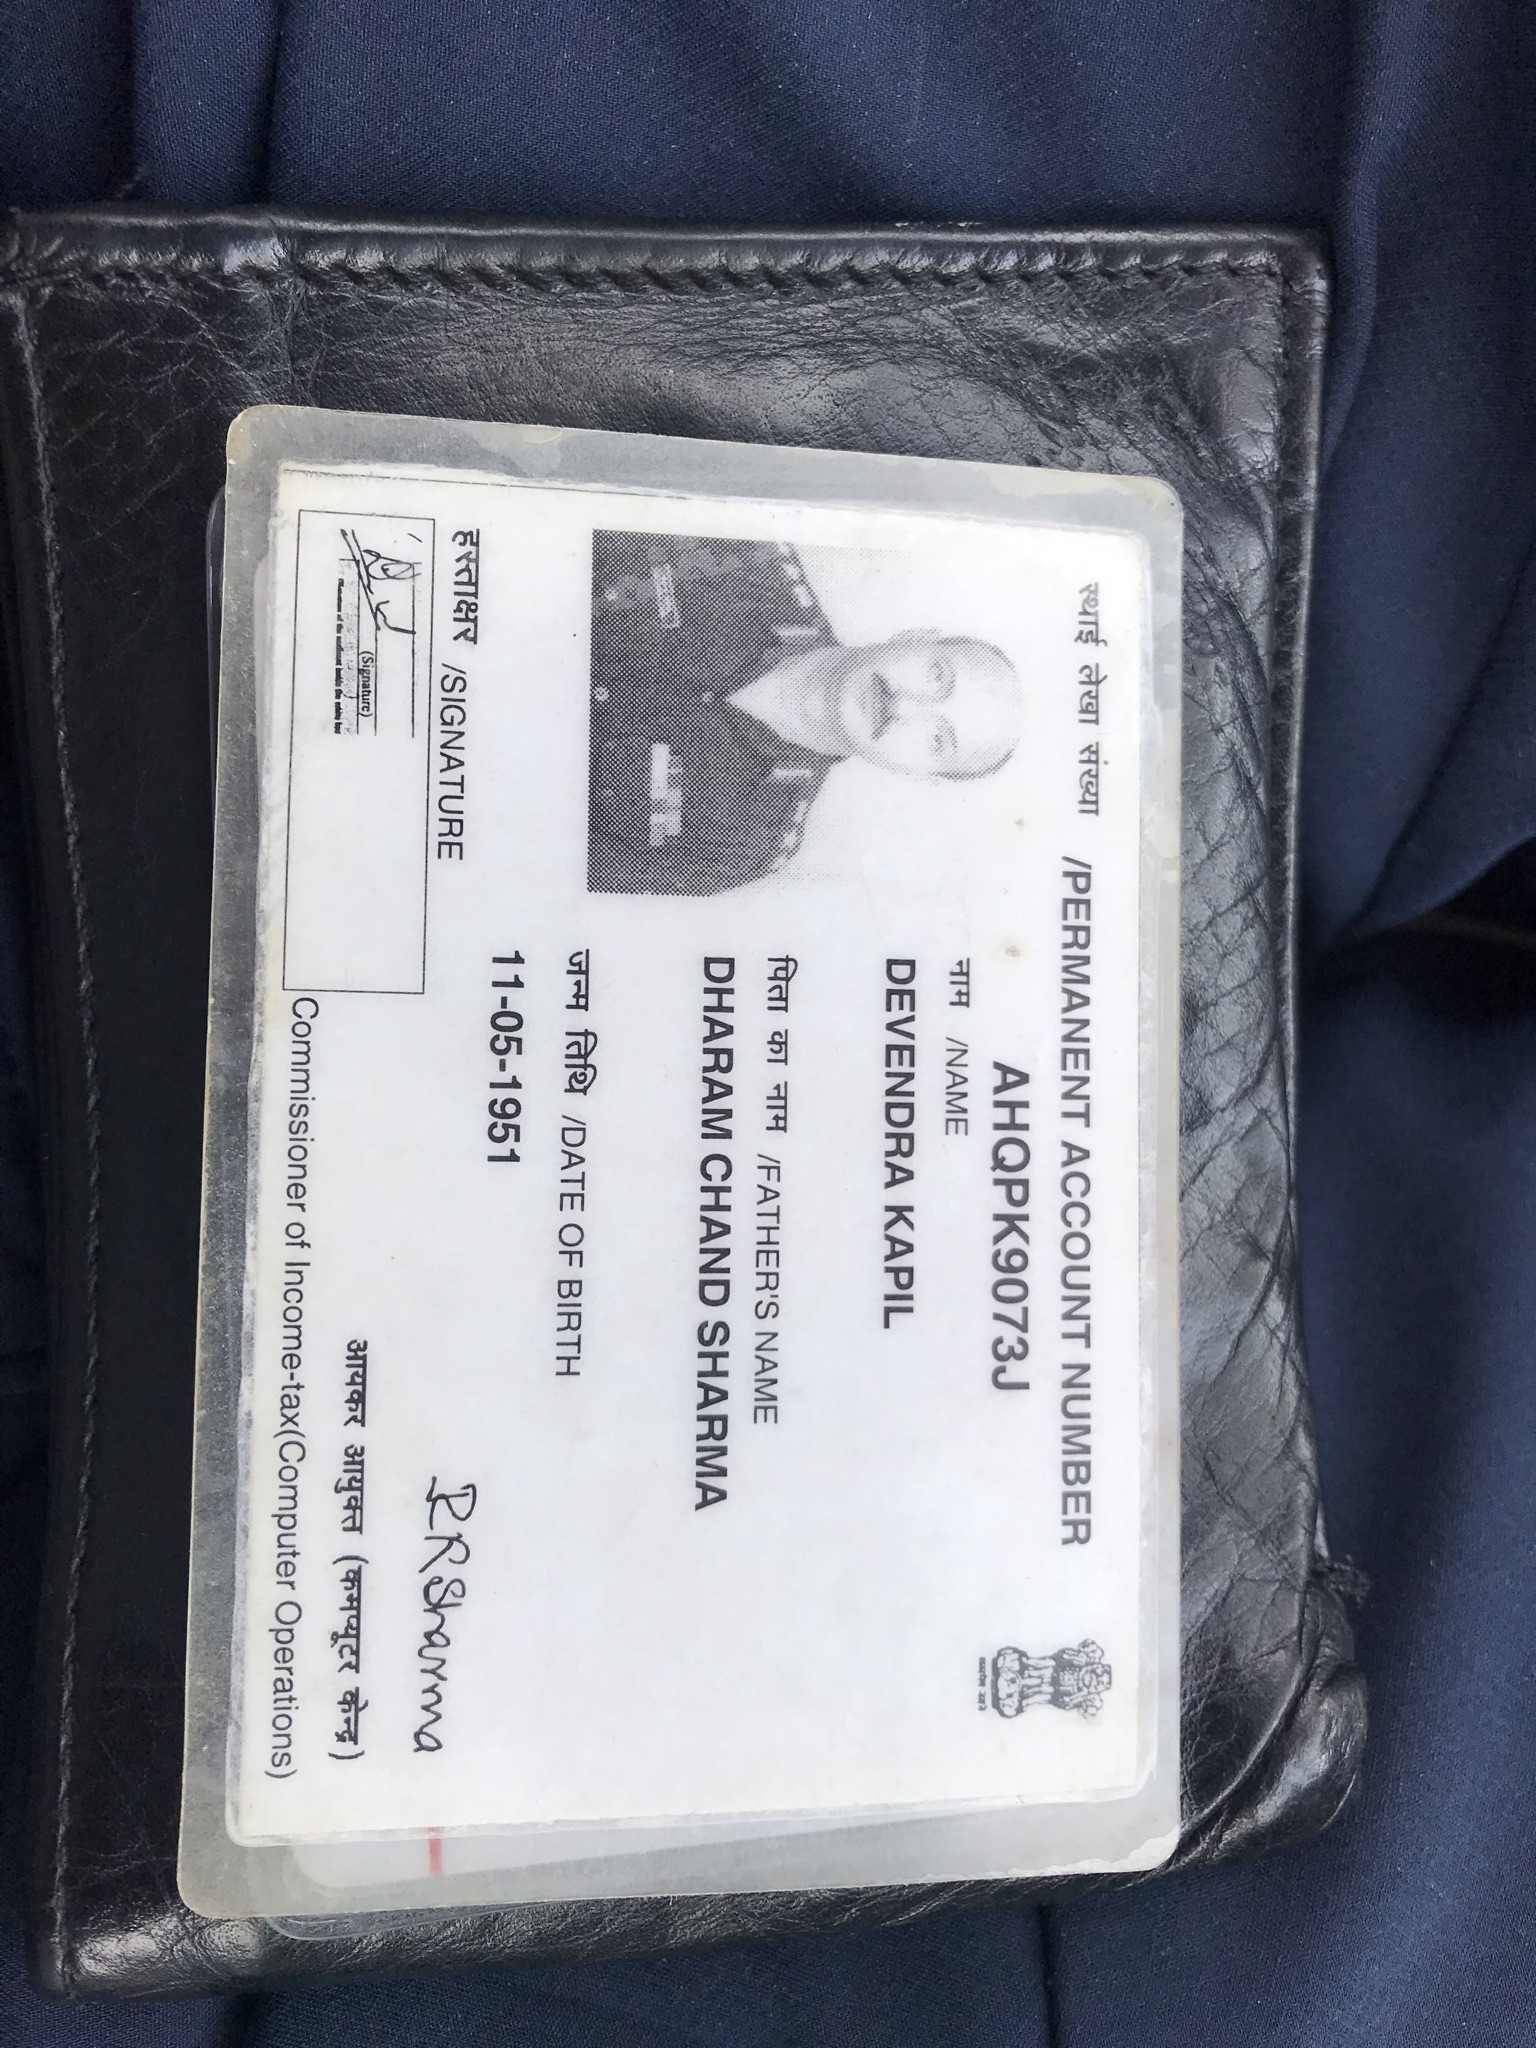 स्थाई लेखा संख्या /PERMANENT ACCOUNT NUMBER
AHQPK9073J
नाम /NAME
DEVENDRA KAPIL
पिता का नाम /FATHER'S NAME
DHARAM CHAND SHARMA
जन्म तिथि /DATE OF BIRTH
11-05-1951
हस्ताक्षर /SIGNATURE
(Signature)
RRSharma
आयकर आयुक्त (कमप्यूटर केन्द्र)
Commissioner of Income-tax(Computer Operations)